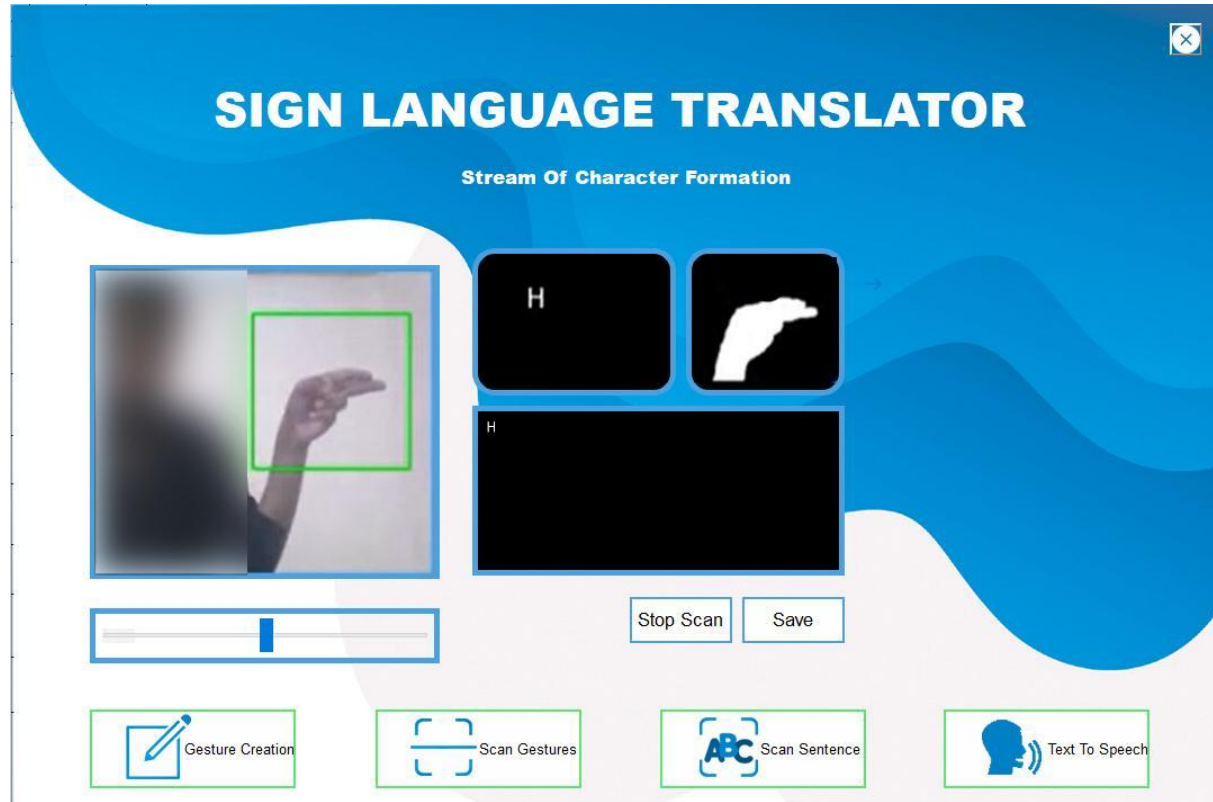 SIGN LANGUAGE TRANSLATOR
Stream Of Character Formation
H
H
Stop Scan
Save
Gesture Creation
Scan Gestures
ABC
Scan Sentence
Text To Speech